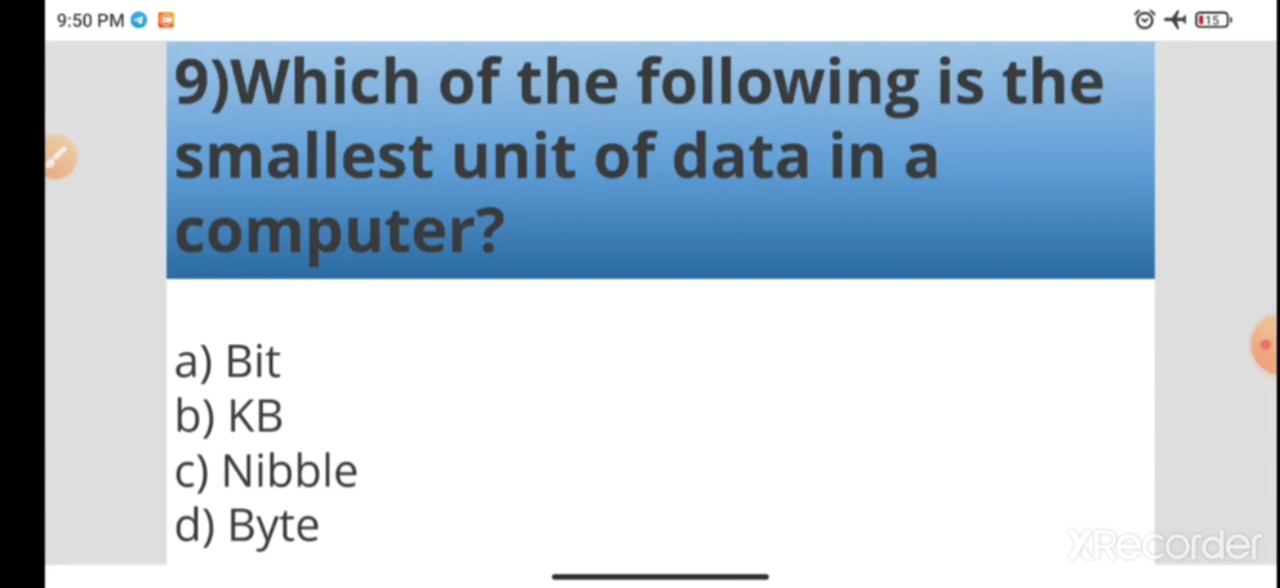 9:50 PM
15
9)Which of the following is the
smallest unit of data in a
computer?
a) Bit
b) KB
c) Nibble
d) Byte
XRecorder